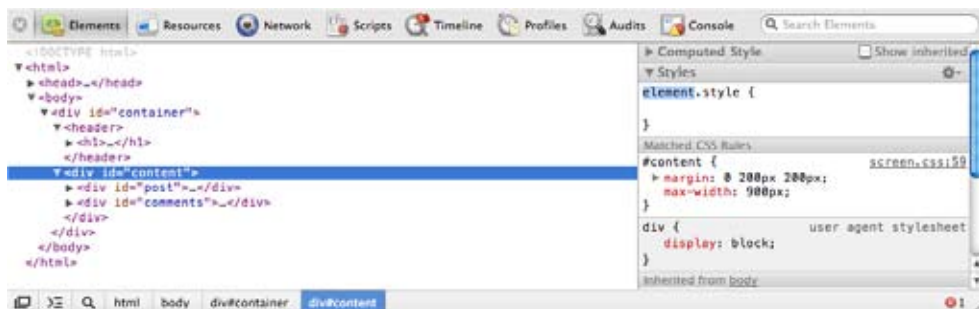 Elements Resources Network Scripts Timeline Profiles Audits Console Search Elements
<!DOCTYPE html>
▼<html>
▶<head>…</head>
▼<body>
▼<div id="container">
▼<header>
▶<h1>…</h1>
</header>
▼<div id="content">
▶<div id="post">…</div>
▶<div id="comments">…</div>
</div>
</div>
</body>
</html>
▶ Computed Style Show inherited
▼ Styles
element.style {
}
Matched CSS Rules
#content { screen.css:59
▶ margin: 0 200px 200px;
max-width: 900px;
}
div { user agent stylesheet
display: block;
}
Inherited from body
html body div#container div#content 1